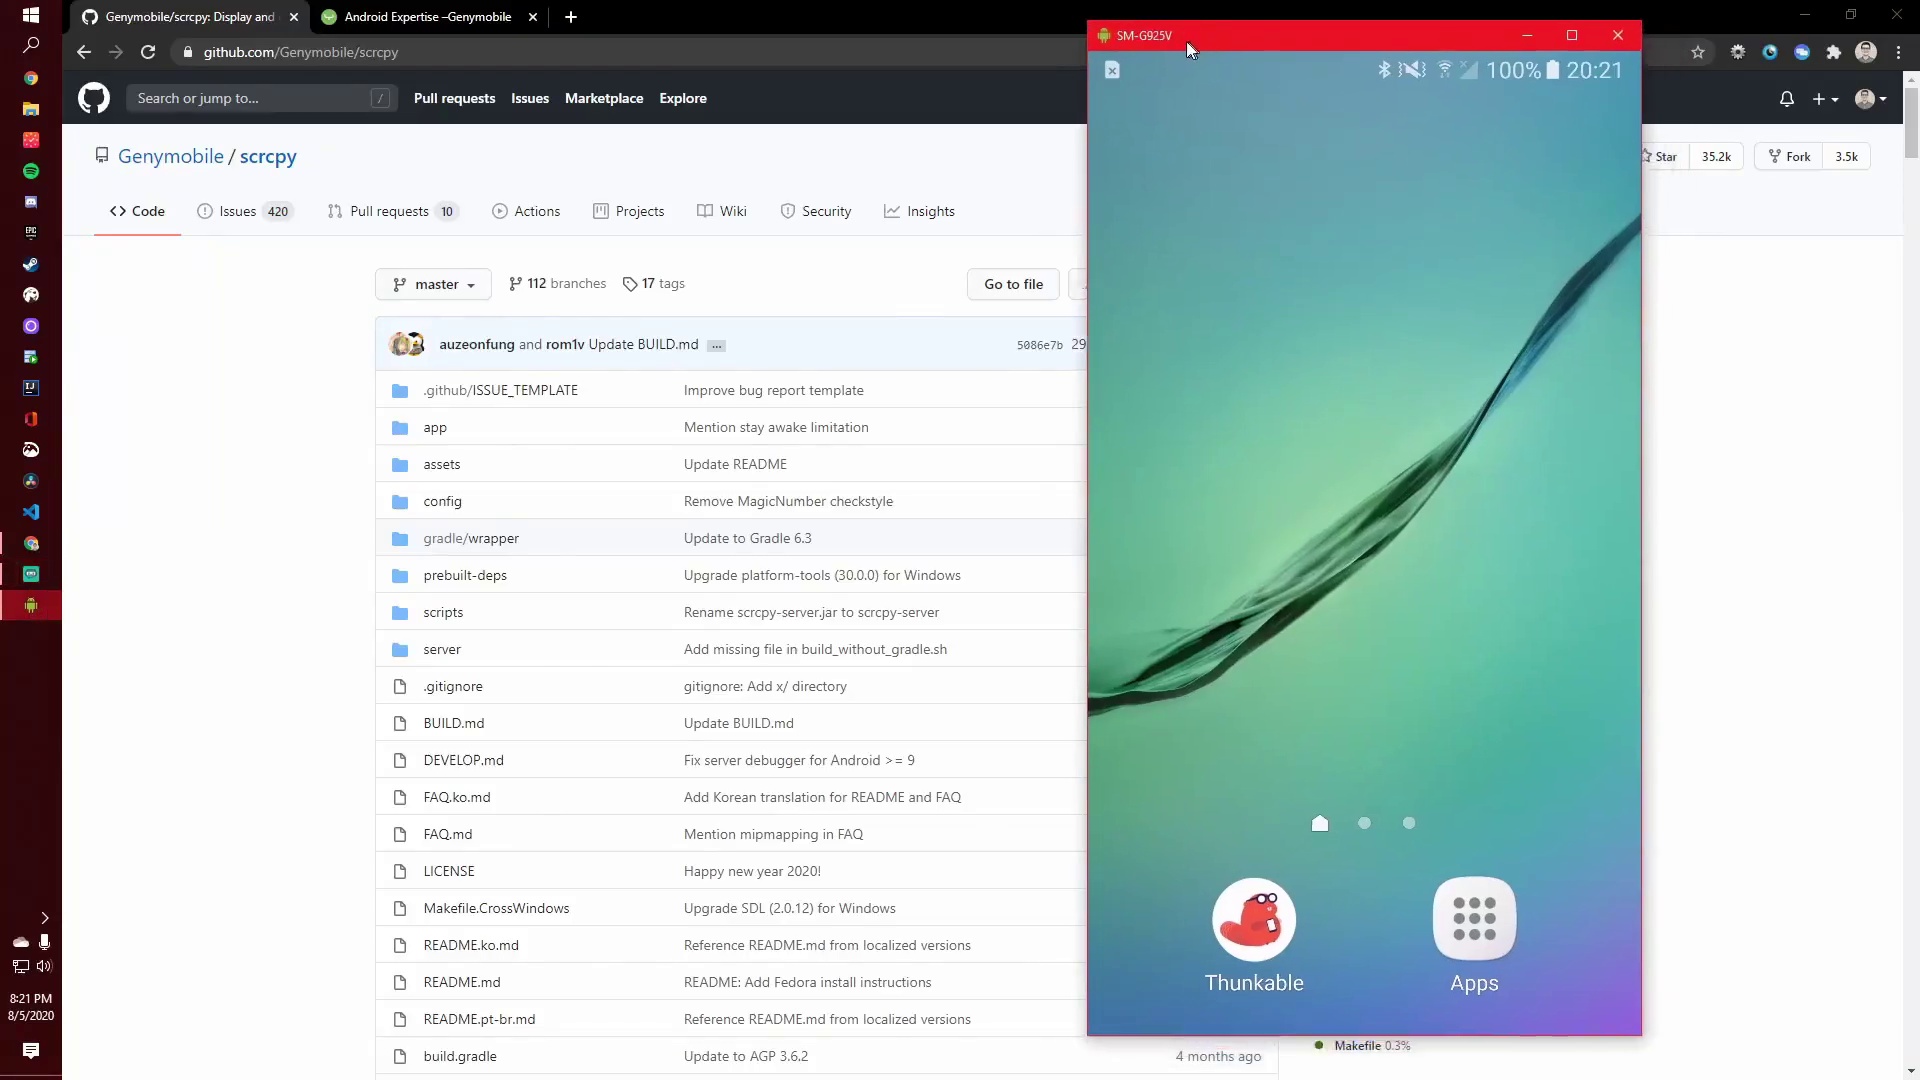 Genymobile/scrcpy: Display and
Android Expertise –Genymobile
github.com/Genymobile/scrcpy
SM-G925V
100% 20:21
Search or jump to... /
Pull requests Issues Marketplace Explore
Genymobile / scrcpy
Star 35.2k
Fork 3.5k
Code
Issues 420
Pull requests 10
Actions
Projects
Wiki
Security
Insights
master
112 branches
17 tags
Go to file
auzeonfung and rom1v Update BUILD.md ...
5086e7b 29
.github/ISSUE_TEMPLATE Improve bug report template
app Mention stay awake limitation
assets Update README
config Remove MagicNumber checkstyle
gradle/wrapper Update to Gradle 6.3
prebuilt-deps Upgrade platform-tools (30.0.0) for Windows
scripts Rename scrcpy-server.jar to scrcpy-server
server Add missing file in build_without_gradle.sh
.gitignore gitignore: Add x/ directory
BUILD.md Update BUILD.md
DEVELOP.md Fix server debugger for Android >= 9
FAQ.ko.md Add Korean translation for README and FAQ
FAQ.md Mention mipmapping in FAQ
LICENSE Happy new year 2020!
Makefile.CrossWindows Upgrade SDL (2.0.12) for Windows
README.ko.md Reference README.md from localized versions
README.md README: Add Fedora install instructions
README.pt-br.md Reference README.md from localized versions
build.gradle Update to AGP 3.6.2 4 months ago
Thunkable
Apps
Makefile 0.3%
EPIC
IJ
8:21 PM
8/5/2020